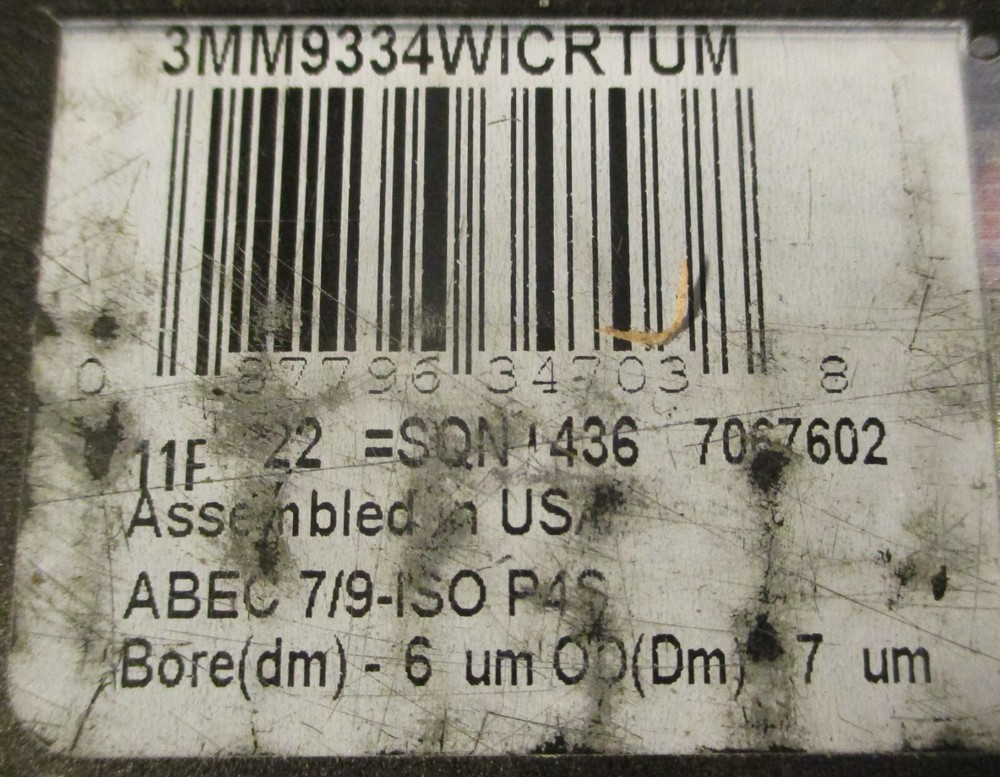 3MM9334WICRTUM
0 87796 34703 8
11F 22 =SQN 7067602
Assembled in USA
ABEC 7/9-ISO P4S
Bore(dm) - 6 um OD(Dm) 7 um